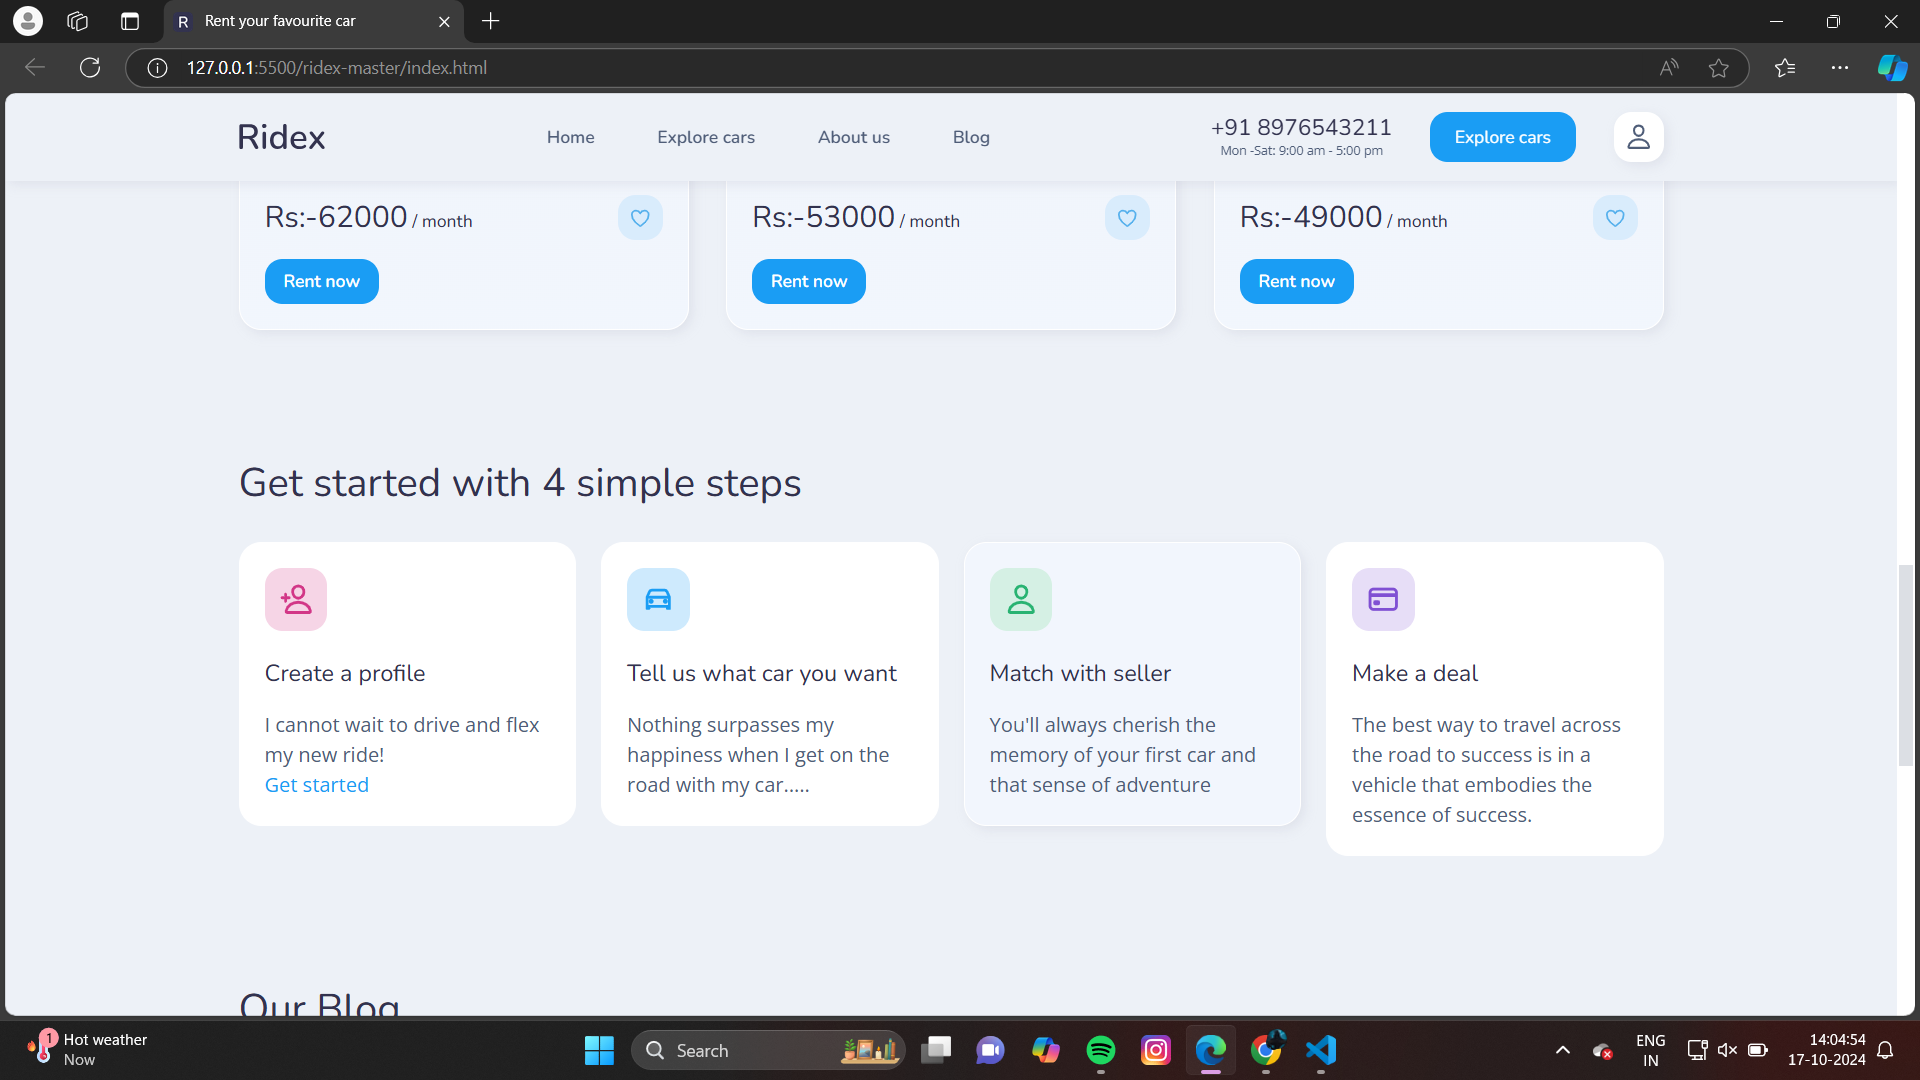 R Rent your favourite car
127.0.0.1:5500/ridex-master/index.html
Ridex
Home
Explore cars
About us
Blog
+91 8976543211
Mon -Sat: 9:00 am - 5:00 pm
Explore cars
Rs:-62000 / month
Rs:-53000 / month
Rs:-49000 / month
Rent now
Rent now
Rent now
Get started with 4 simple steps
Create a profile
I cannot wait to drive and flex
my new ride!
Get started
Tell us what car you want
Nothing surpasses my
happiness when I get on the
road with my car.....
Match with seller
You'll always cherish the
memory of your first car and
that sense of adventure
Make a deal
The best way to travel across
the road to success is in a
vehicle that embodies the
essence of success.
Our Blog
1
Hot weather
Now
Search
ENG
IN
14:04:54
17-10-2024